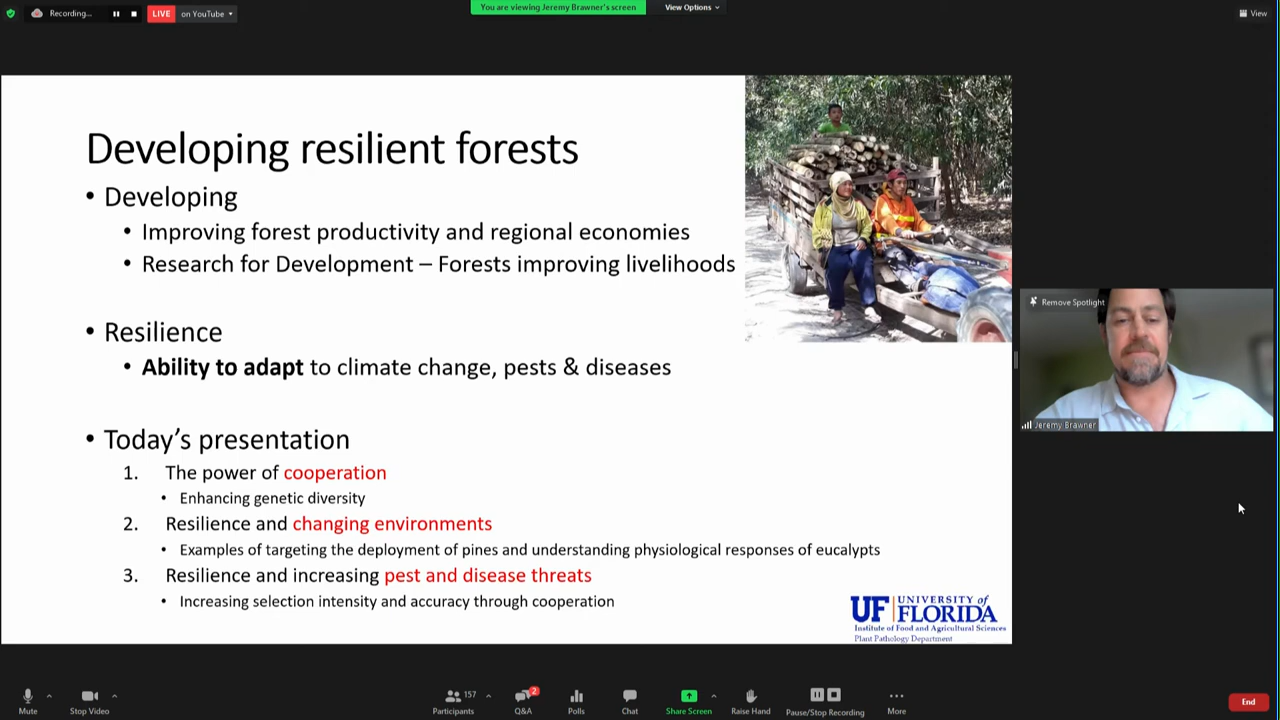 Recording...
LIVE on YouTube
You are viewing Jeremy Brawner's screen
View Options
View
Developing resilient forests
• Developing
• Improving forest productivity and regional economies
• Research for Development – Forests improving livelihoods
• Resilience
• Ability to adapt to climate change, pests & diseases
• Today's presentation
1. The power of cooperation
• Enhancing genetic diversity
2. Resilience and changing environments
• Examples of targeting the deployment of pines and understanding physiological responses of eucalypts
3. Resilience and increasing pest and disease threats
• Increasing selection intensity and accuracy through cooperation
UF UNIVERSITY of FLORIDA
Institute of Food and Agricultural Sciences
Plant Pathology Department
Remove Spotlight
Jeremy Brawner
Mute
Stop Video
157
Participants
2
Q&A
Polls
Chat
Share Screen
Raise Hand
Pause/Stop Recording
More
End